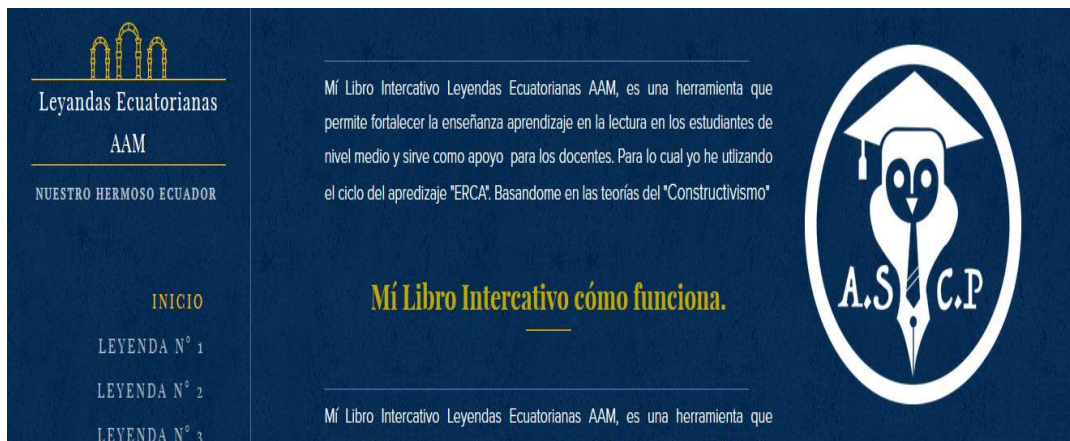 Leyandas Ecuatorianas
AAM
NUESTRO HERMOSO ECUADOR
INICIO
LEYENDA N° 1
LEYENDA N° 2
LEYENDA N° 3
Mí Libro Intercativo Leyendas Ecuatorianas AAM, es una herramienta que
permite fortalecer la enseñanza aprendizaje en la lectura en los estudiantes de
nivel medio y sirve como apoyo para los docentes. Para lo cual yo he utlizando
el ciclo del apredizaje "ERCA". Basandome en las teorías del "Constructivismo"
Mí Libro Intercativo cómo funciona.
Mí Libro Intercativo Leyendas Ecuatorianas AAM, es una herramienta que
A.S C.P